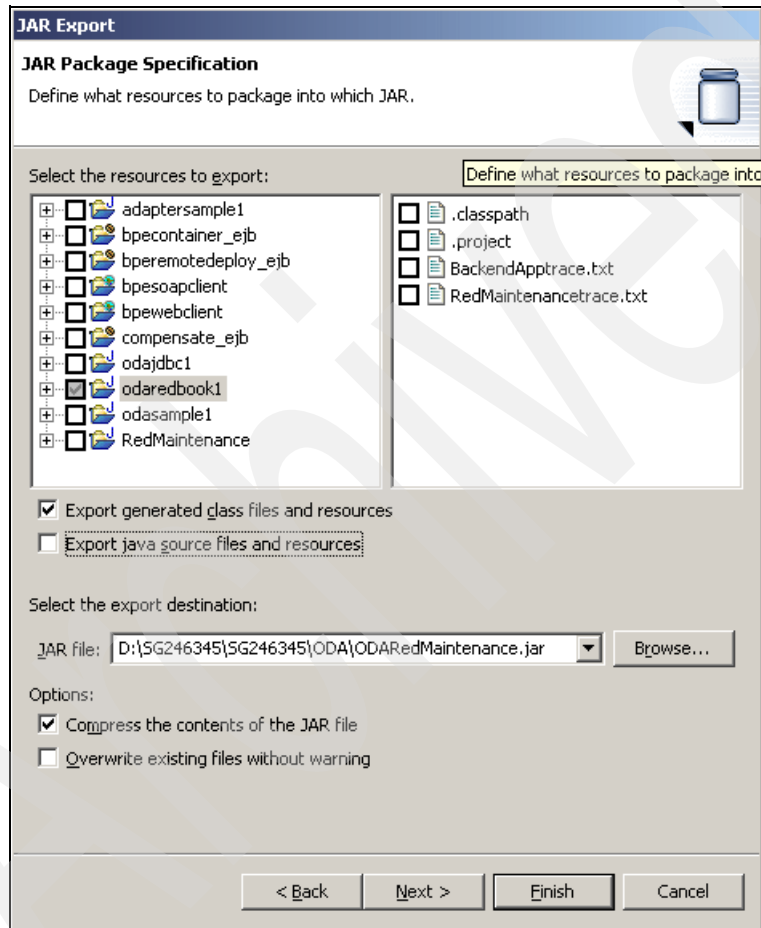 JAR Export
JAR Package Specification
Define what resources to package into which JAR.
Select the resources to export:
Define what resources to package into
adaptersample1
bpecontainer_ejb
bperemotedeploy_ejb
bpesoapclient
bpewebclient
compensate_ejb
odajdbc1
odaredbook1
odasample1
RedMaintenance
.classpath
.project
BackendApptrace.txt
RedMaintenancetrace.txt
Export generated class files and resources
Export java source files and resources
Select the export destination:
JAR file: D:\SG246345\SG246345\ODA\ODARedMaintenance.jar Browse...
Options:
Compress the contents of the JAR file
Overwrite existing files without warning
< Back Next > Finish Cancel